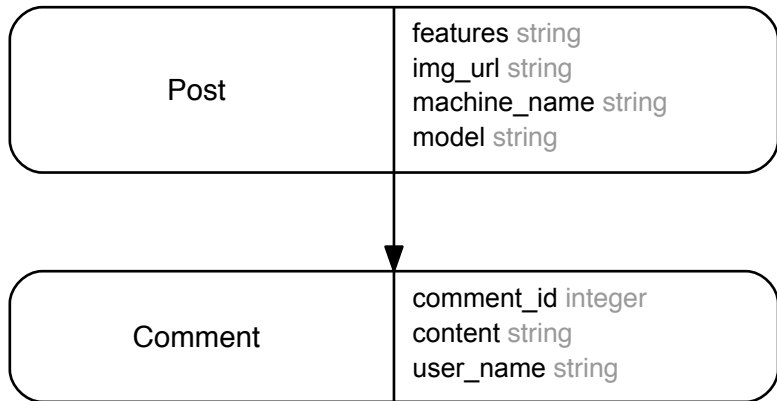 Post
features string
img_url string
machine_name string
model string
Comment
comment_id integer
content string
user_name string